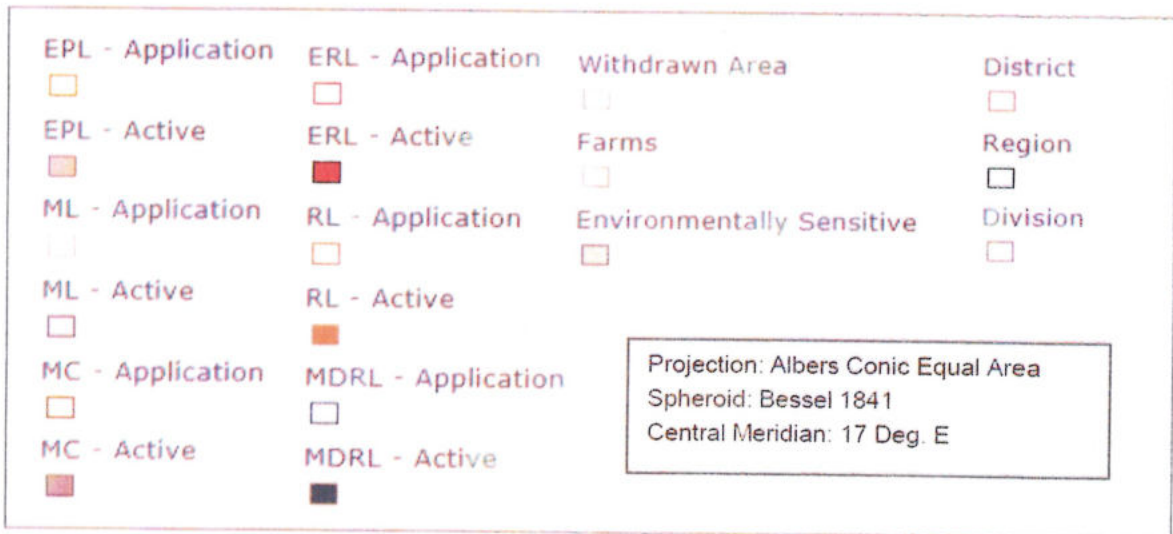 EPL - Application
EPL - Active
ML - Application
ML - Active
MC - Application
MC - Active
ERL - Application
ERL - Active
RL - Application
RL - Active
MDRL - Application
MDRL - Active
Withdrawn Area
Farms
Environmentally Sensitive
District
Region
Division
Projection: Albers Conic Equal Area
Spheroid: Bessel 1841
Central Meridian: 17 Deg. E